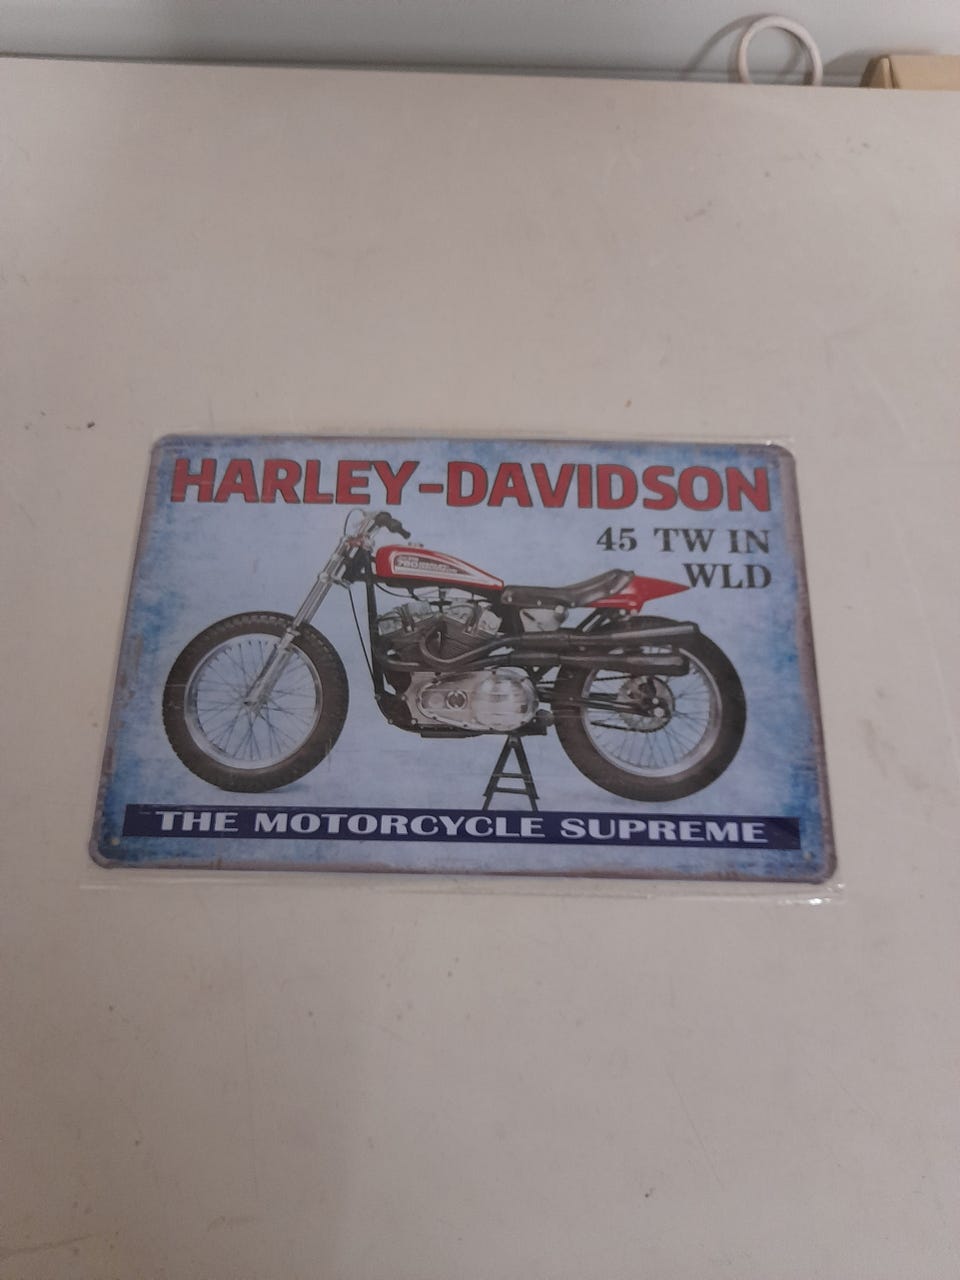 HARLEY-DAVIDSON
45 TW IN
WLD
THE MOTORCYCLE SUPREME